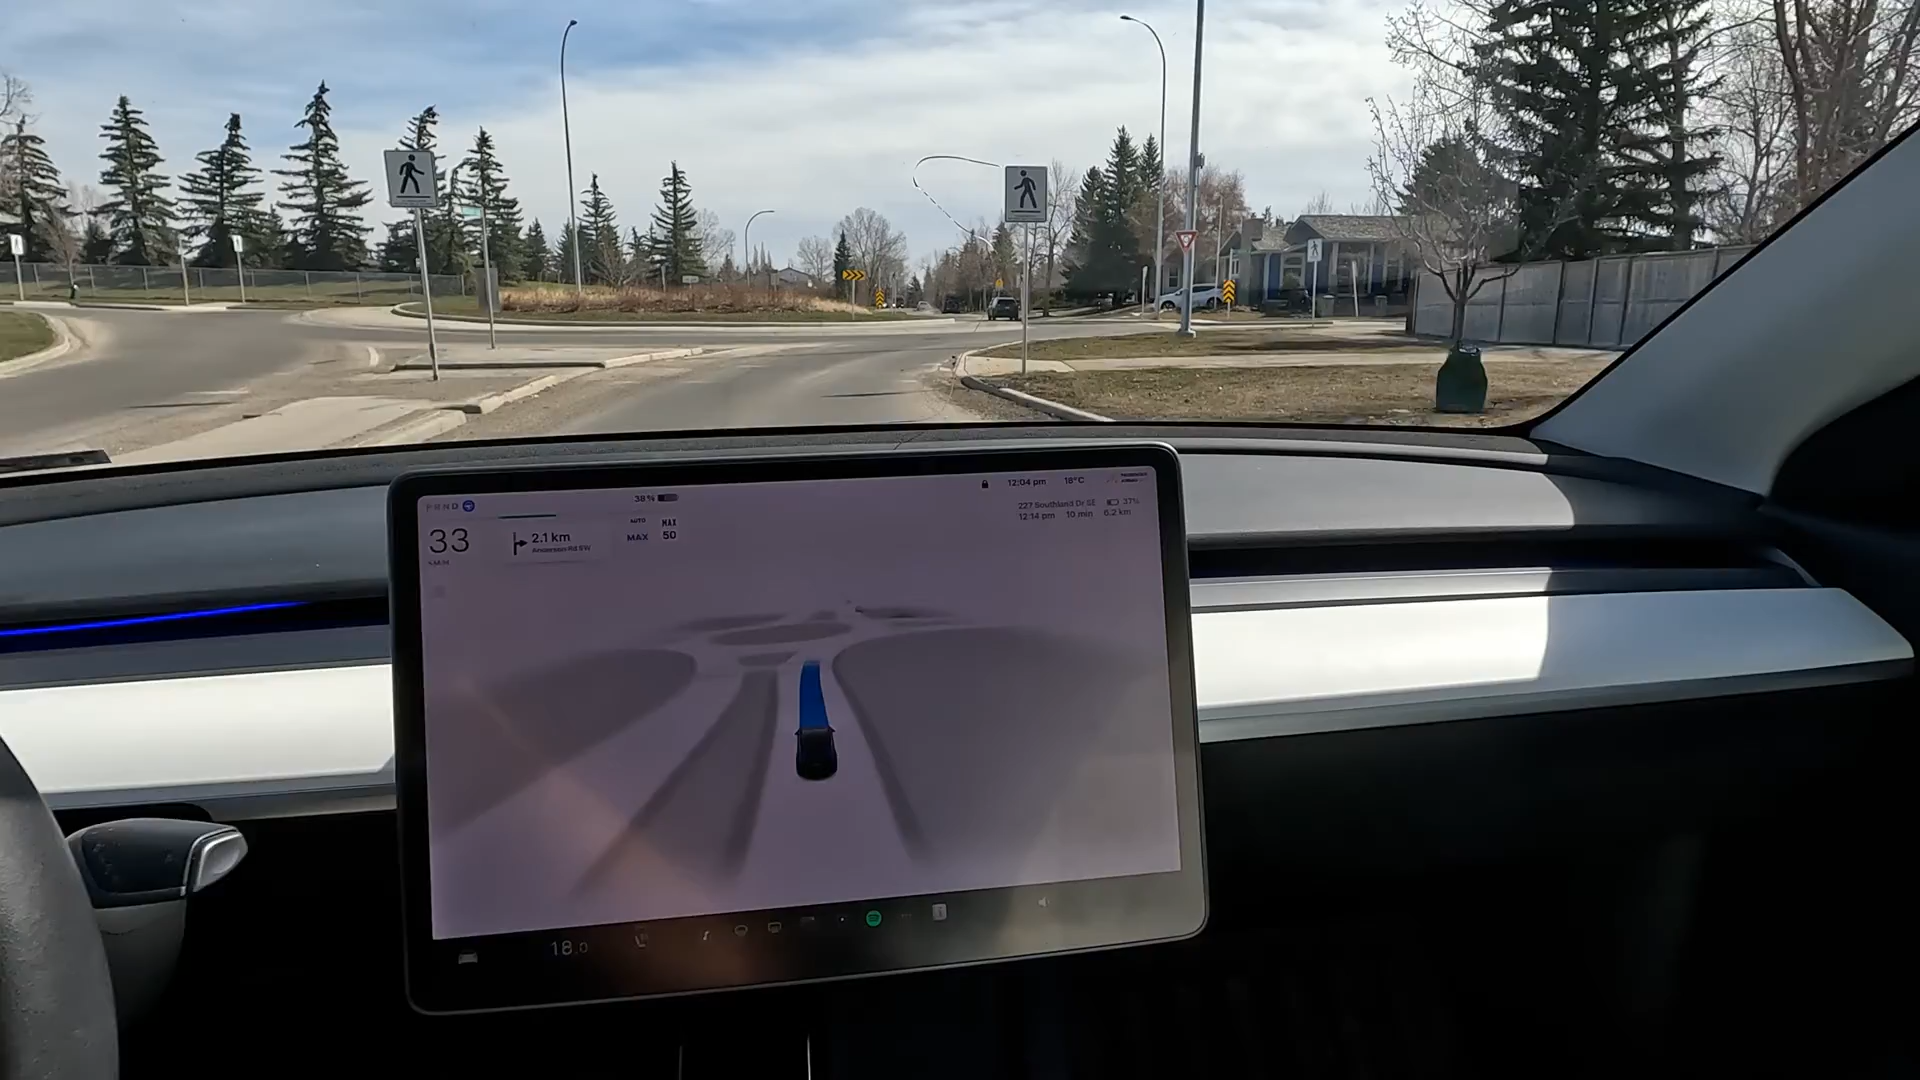 P R N D
38%
12:04 pm 18°C
33
KM/H
2.1 km
Anderson Rd SW
AUTO
MAX
MAX
50
227 Southland Dr SE
37%
12:14 pm 10 min 6.2 km
18.0